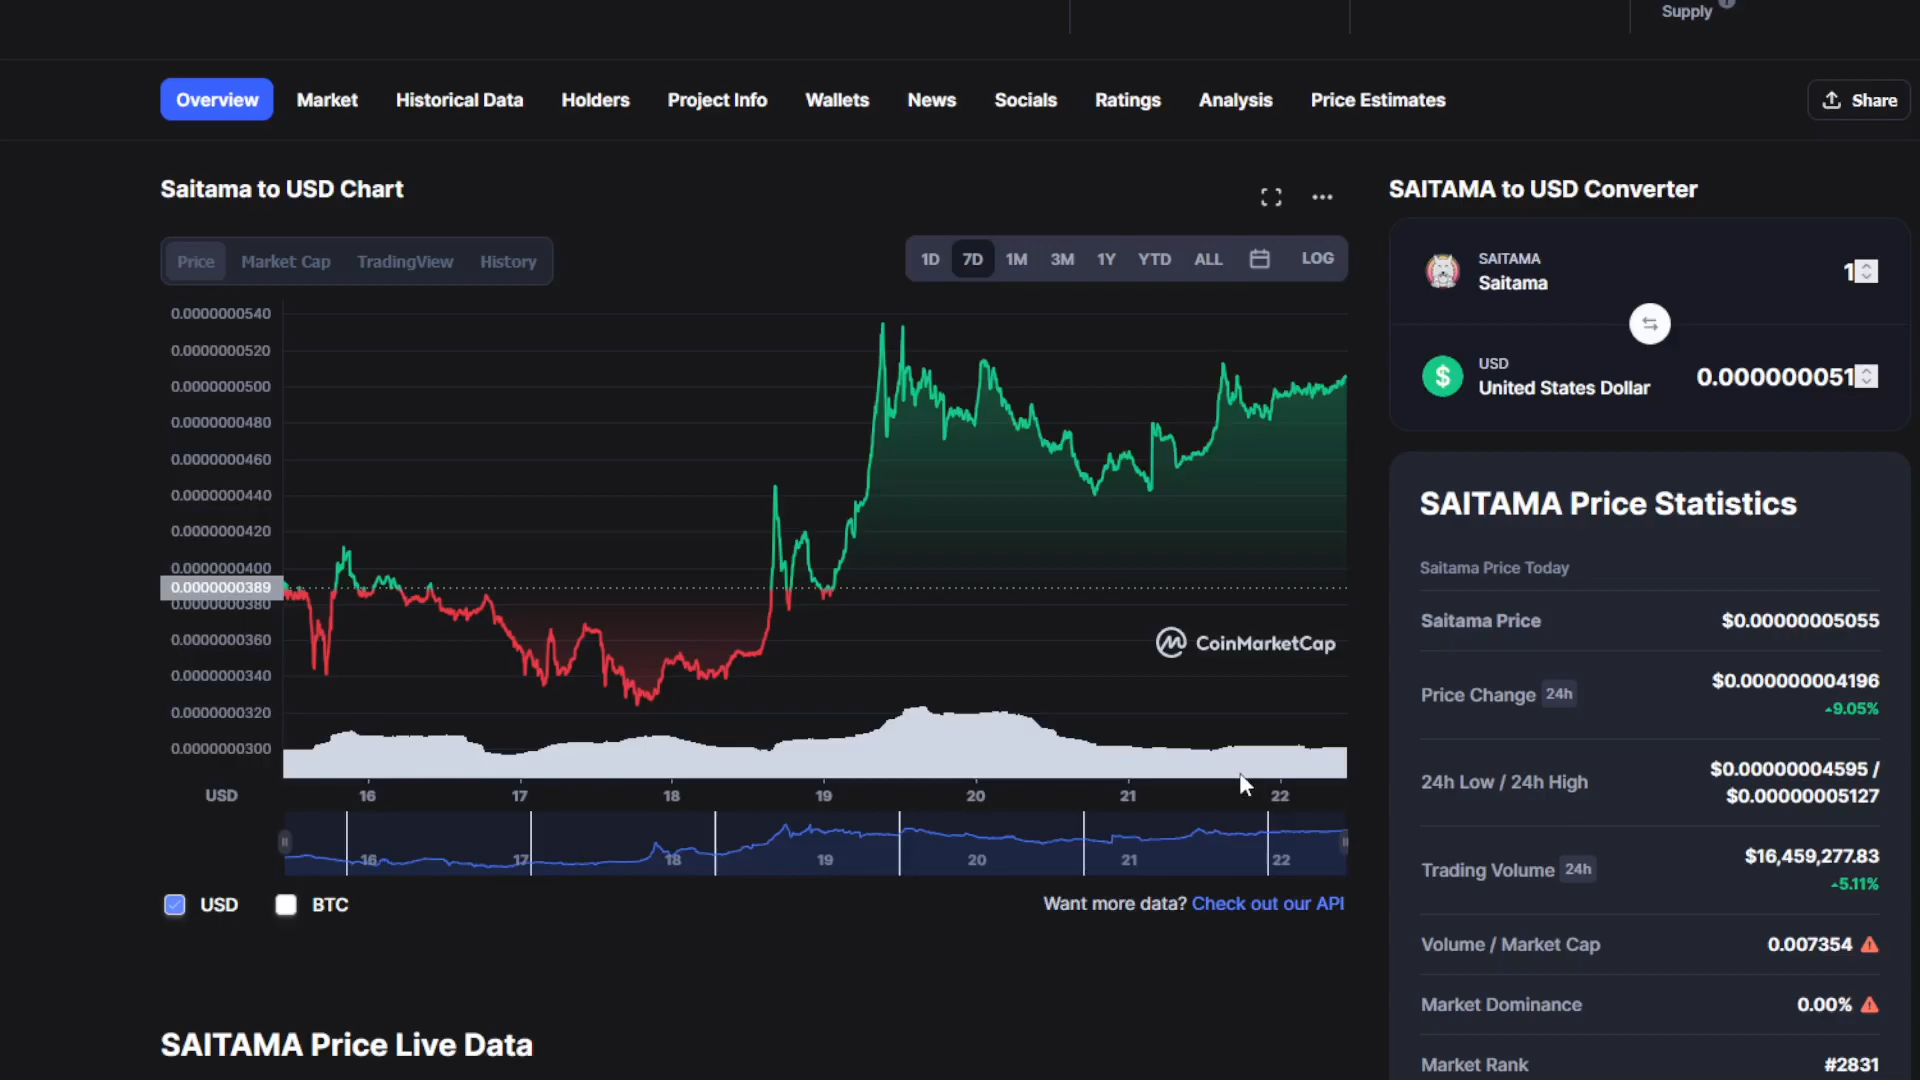 Supply
Overview
Market
Historical Data
Holders
Project Info
Wallets
News
Socials
Ratings
Analysis
Price Estimates
Share
Saitama to USD Chart
Price
Market Cap
TradingView
History
1D
7D
1M
3M
1Y
YTD
ALL
LOG
0.0000000540
0.0000000520
0.0000000500
0.0000000480
0.0000000460
0.0000000440
0.0000000420
0.0000000400
0.0000000389
0.0000000380
0.0000000360
0.0000000340
0.0000000320
0.0000000300
CoinMarketCap
USD
16
17
18
19
20
21
22
16
17
18
19
20
21
22
USD
BTC
Want more data? Check out our API
SAITAMA Price Live Data
SAITAMA to USD Converter
SAITAMA
Saitama
1
USD
United States Dollar
0.000000051
SAITAMA Price Statistics
Saitama Price Today
Saitama Price
$0.00000005055
Price Change 24h
$0.000000004196
9.05%
24h Low / 24h High
$0.00000004595 /
$0.00000005127
Trading Volume 24h
$16,459,277.83
5.11%
Volume / Market Cap
0.007354
Market Dominance
0.00%
Market Rank
#2831